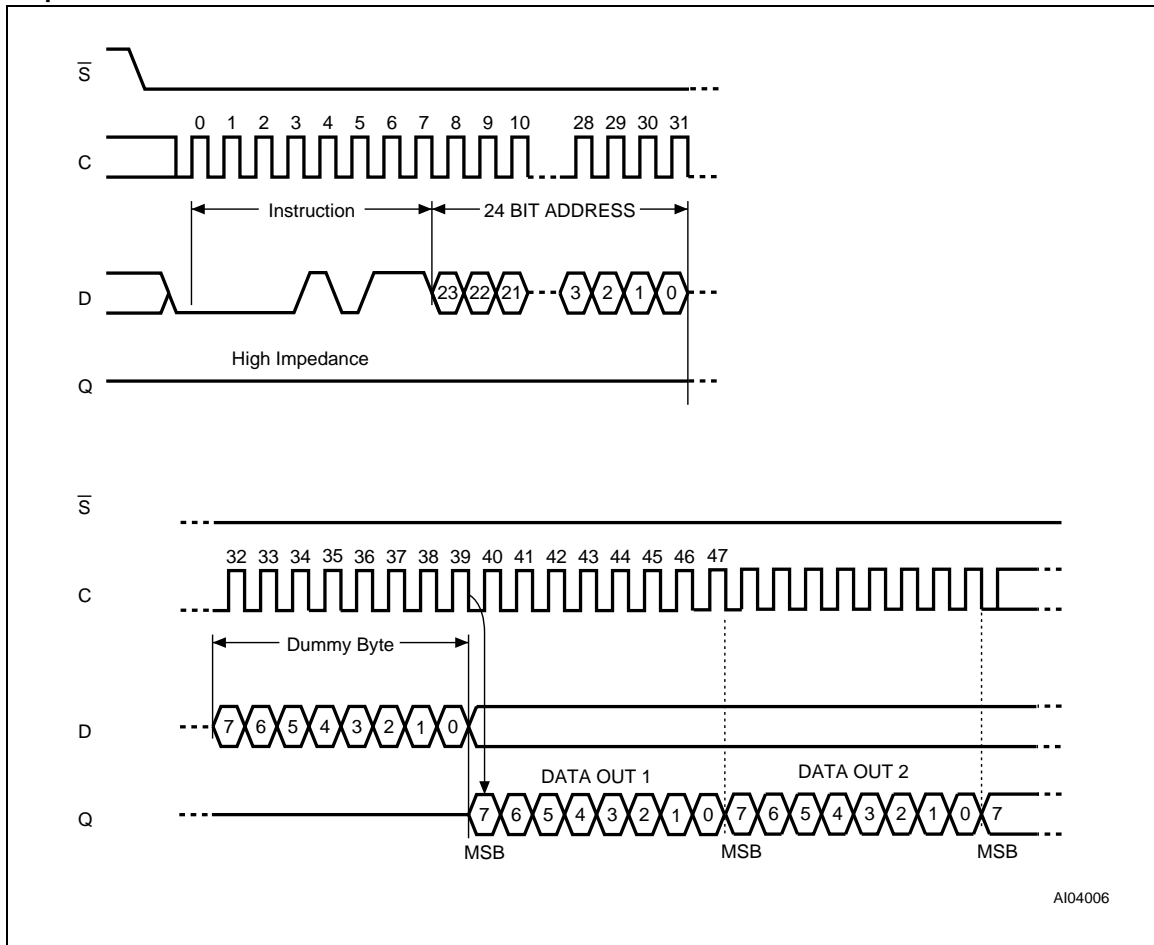 S
0 1 2 3 4 5 6 7 8 9 10 28 29 30 31
C
Instruction 24 BIT ADDRESS
D 23 22 21 3 2 1 0
High Impedance
Q
S
32 33 34 35 36 37 38 39 40 41 42 43 44 45 46 47
C
Dummy Byte
D 7 6 5 4 3 2 1 0
DATA OUT 1 DATA OUT 2
Q 7 6 5 4 3 2 1 0 7 6 5 4 3 2 1 0 7
MSB MSB MSB
AI04006